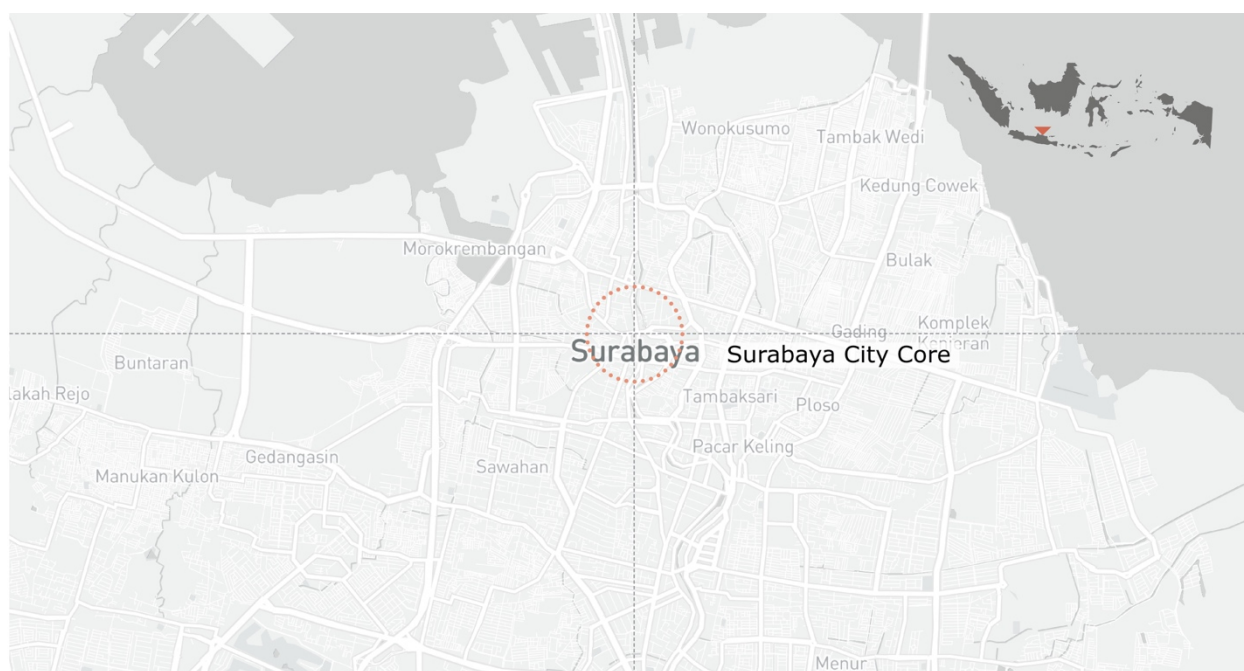 Wonokusumo
Tambak Wedi
Kedung Cowek
Morokrembangan
Bulak
Gading
Komplek
Kenjeran
Surabaya
Surabaya City Core
Buntaran
lakah Rejo
Tambaksari
Ploso
Pacar Keling
Gedangasin
Sawahan
Manukan Kulon
Menur